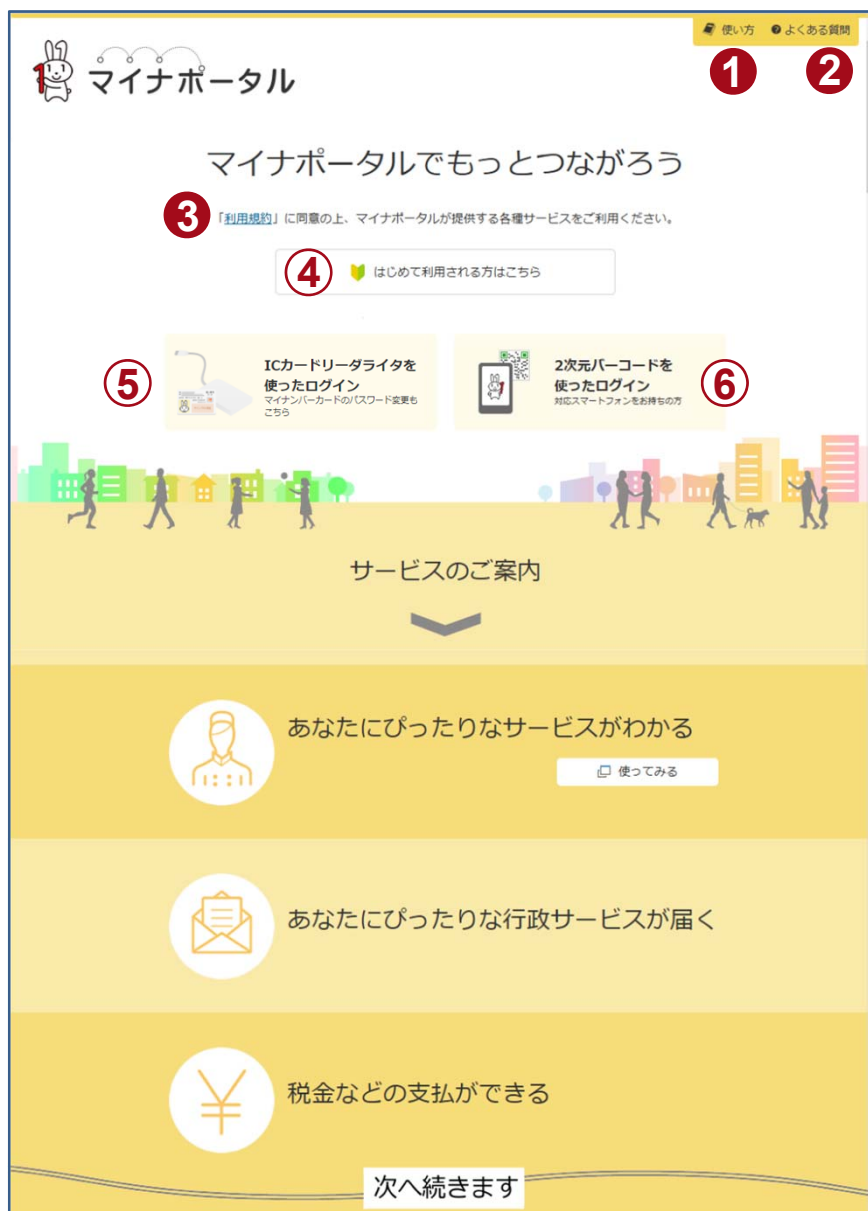 使い方 よくある質問
1 2
マイナポータル
マイナポータルでもっとつながろう
3 「利用規約」に同意の上、マイナポータルが提供する各種サービスをご利用ください。
4 はじめて利用される方はこちら
5
ICカードリーダライタを
使ったログイン
マイナンバーカードのパスワード変更も
こちら
2次元バーコードを
使ったログイン
対応スマートフォンをお持ちの方
6
サービスのご案内
あなたにぴったりなサービスがわかる
使ってみる
あなたにぴったりな行政サービスが届く
税金などの支払ができる
次へ続きます